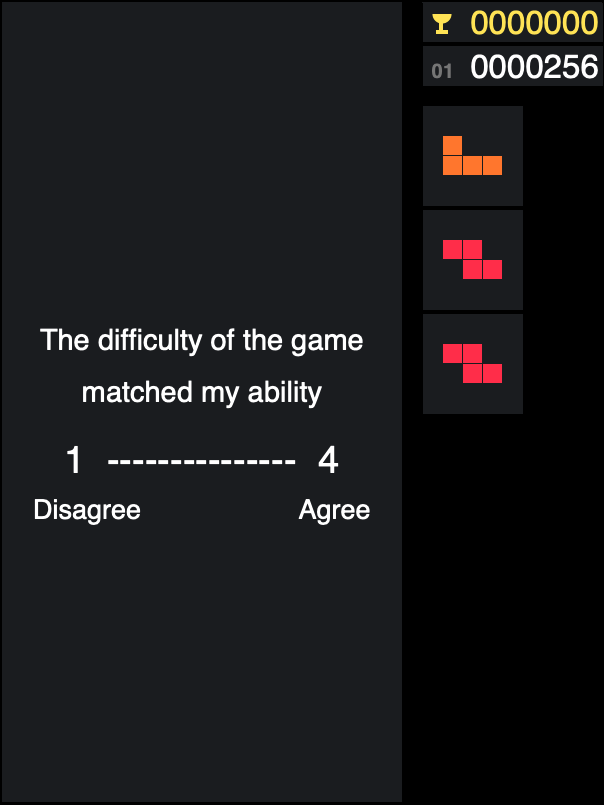 0000000
01 0000256
The difficulty of the game
matched my ability
1 --------------- 4
Disagree Agree